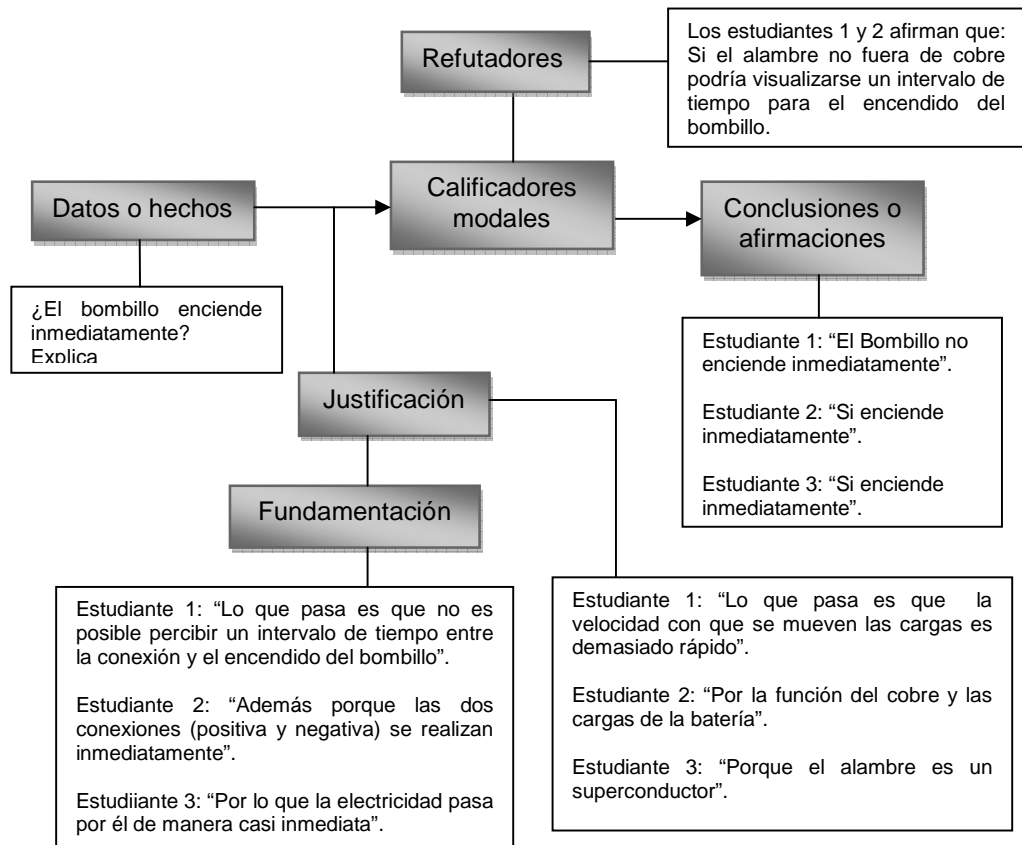 Refutadores
Los estudiantes 1 y 2 afirman que:
Si el alambre no fuera de cobre
podría visualizarse un intervalo de
tiempo para el encendido del
bombillo.
Datos o hechos
Calificadores
modales
Conclusiones o
afirmaciones
¿El bombillo enciende
inmediatamente?
Explica
Justificación
Fundamentación
Estudiante 1: “El Bombillo no
enciende inmediatamente”.
Estudiante 2: “Si enciende
inmediatamente”.
Estudiante 3: “Si enciende
inmediatamente”.
Estudiante 1: “Lo que pasa es que no es
posible percibir un intervalo de tiempo entre
la conexión y el encendido del bombillo”.
Estudiante 2: “Además porque las dos
conexiones (positiva y negativa) se realizan
inmediatamente”.
Estudiiante 3: “Por lo que la electricidad pasa
por él de manera casi inmediata”.
Estudiante 1: “Lo que pasa es que la
velocidad con que se mueven las cargas es
demasiado rápido”.
Estudiante 2: “Por la función del cobre y las
cargas de la batería”.
Estudiante 3: “Porque el alambre es un
superconductor”.